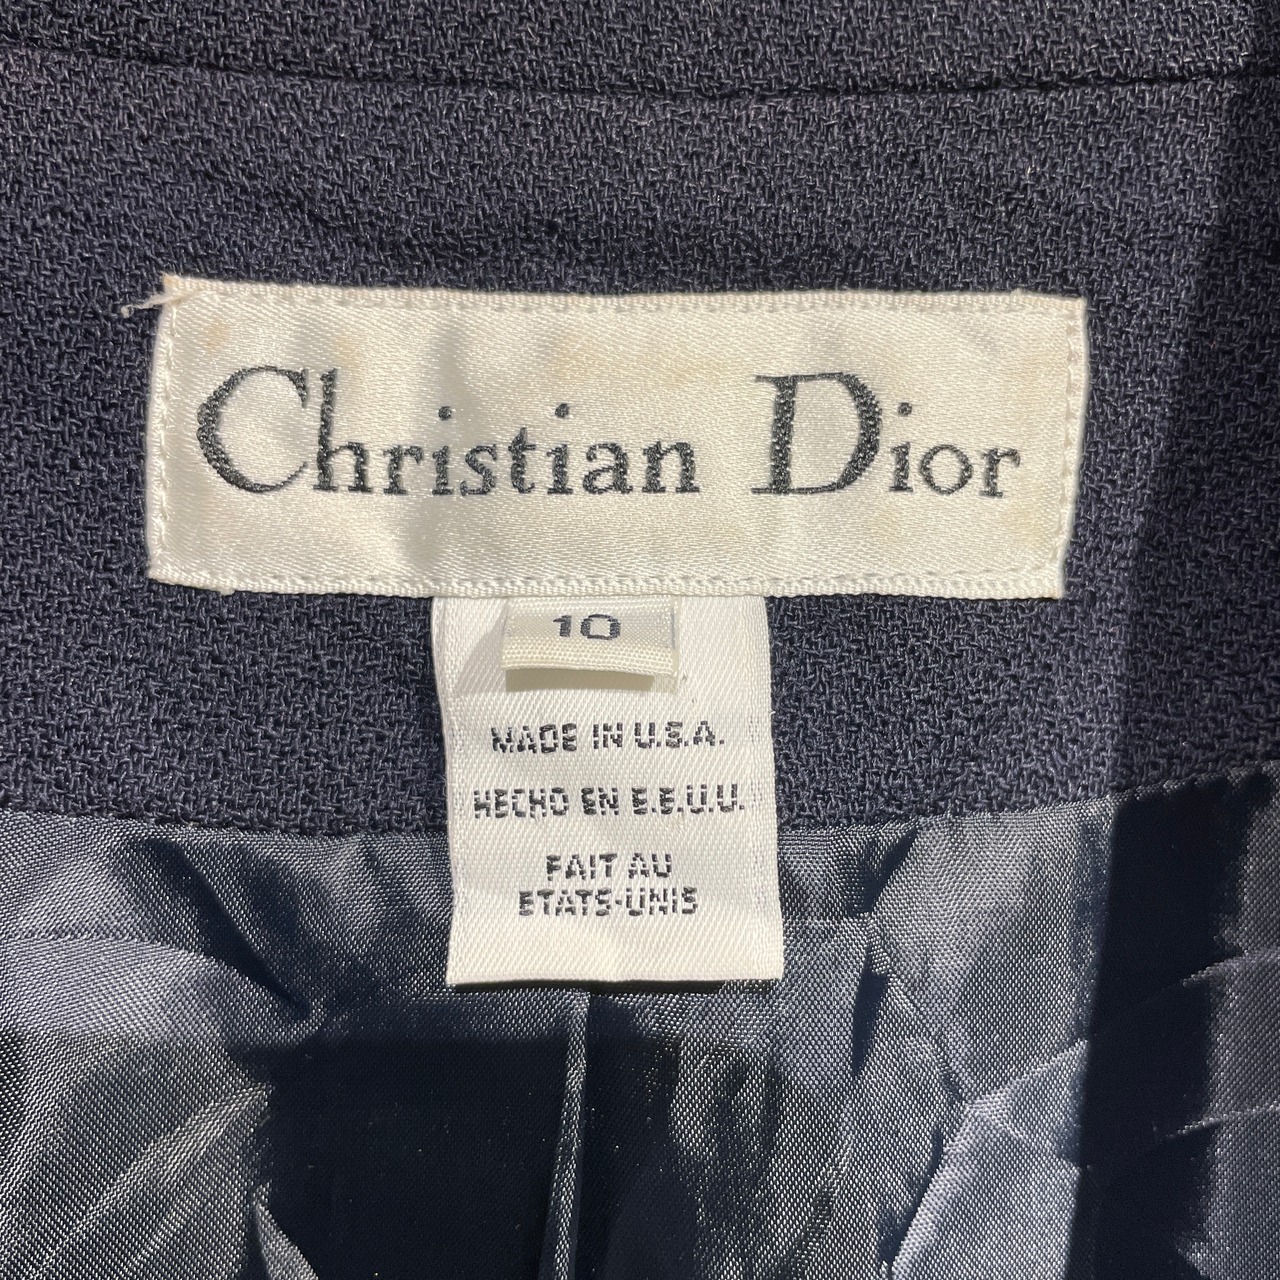 Christian Dior
10
MADE IN U.S.A.
HECHO EN E.E.U.U.
FAIT AU
ETATS-UNIS